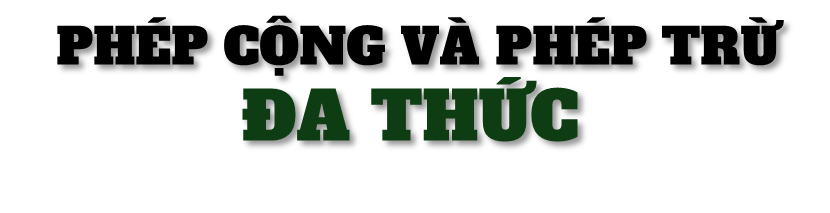 PHÉP CỘNG VÀ PHÉP TRỪ
ĐA THỨC